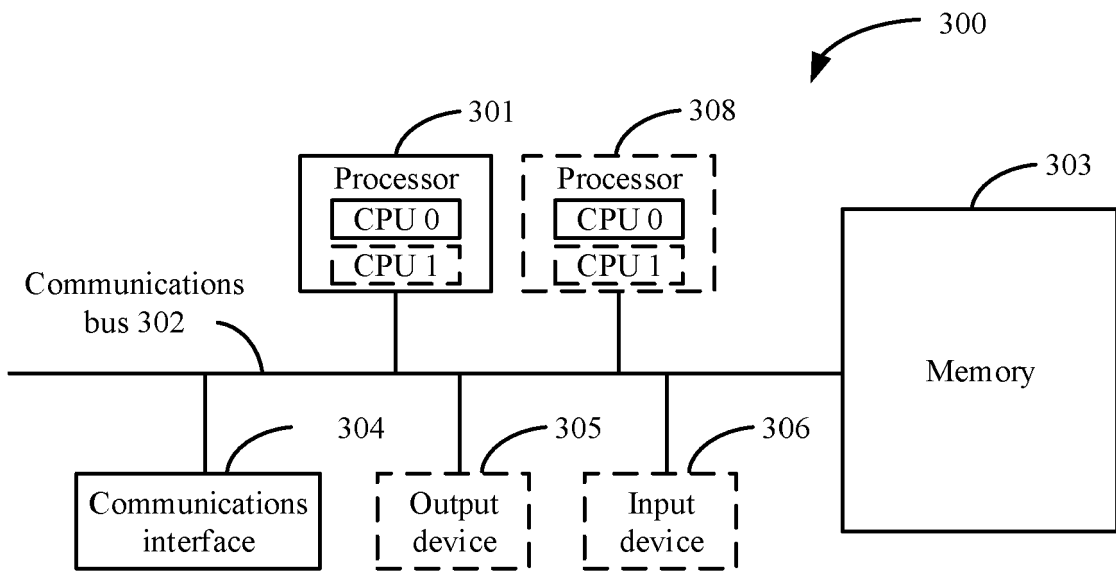 300
301
308
303
Processor
CPU 0
CPU 1
Processor
CPU 0
CPU 1
Communications
bus 302
Memory
304
305
306
Communications
interface
Output
device
Input
device